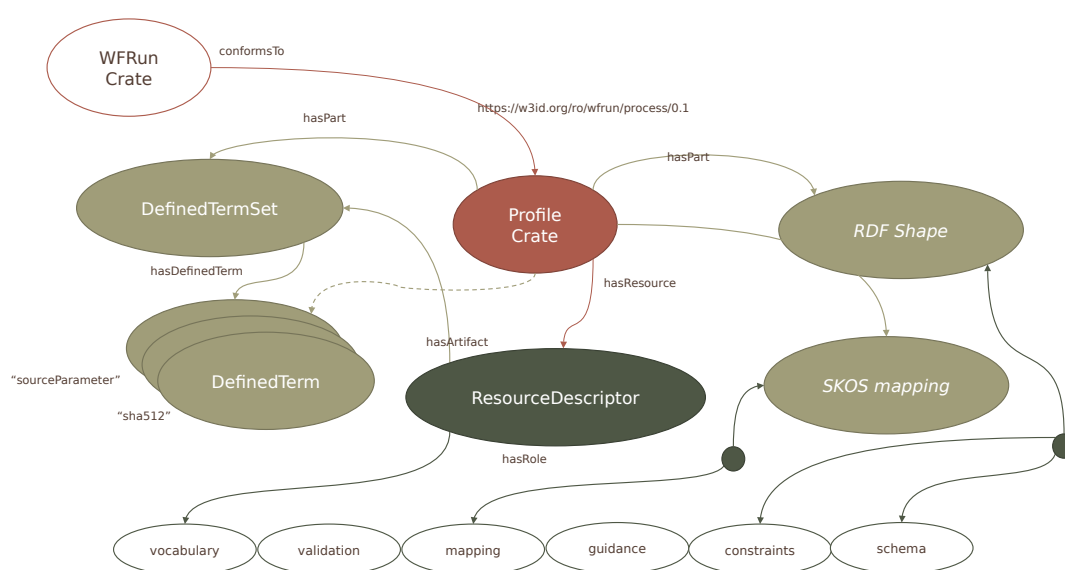 WFRun
Crate
conformsTo
https://w3id.org/ro/wfrun/process/0.1
hasPart
hasPart
DefinedTermSet
Profile
Crate
RDF Shape
hasDefinedTerm
hasResource
hasArtifact
“sourceParameter”
DefinedTerm
“sha512”
ResourceDescriptor
SKOS mapping
hasRole
vocabulary
validation
mapping
guidance
constraints
schema